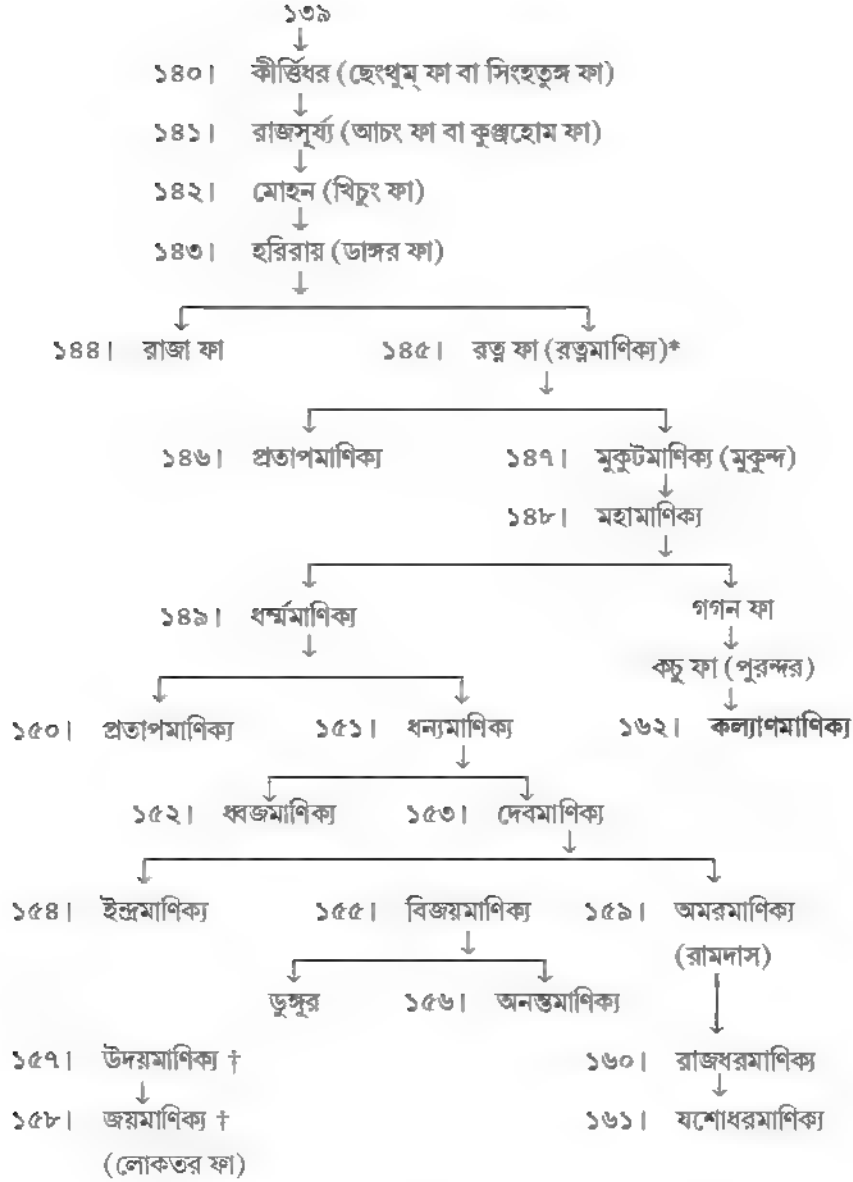 ১৩৯
১৪০। কীর্ত্তিধর (ছেংথুম্ ফা বা সিংহতুঙ্গ ফা)
১৪১। রাজসূর্য্য (আচং ফা বা কুঞ্জহোম ফা)
১৪২। মোহন (খিচুং ফা)
১৪৩। হরিরায় (ডাঙ্গর ফা)
১৪৪। রাজা ফা ১৪৫। রত্ন ফা (রত্নমাণিক্য)*
১৪৬। প্রতাপমাণিক্য ১৪৭। মুকুটমাণিক্য (মুকুন্দ)
১৪৮। মহামাণিক্য
১৪৯। ধর্ম্মমাণিক্য গগন ফা
কচু ফা (পুরন্দর)
১৫০। প্রতাপমাণিক্য ১৫১। ধন্যমাণিক্য ১৬২। কল্যাণমাণিক্য
১৫২। ধ্বজমাণিক্য ১৫৩। দেবমাণিক্য
১৫৪। ইন্দ্রমাণিক্য ১৫৫। বিজয়মাণিক্য ১৫৯। অমরমাণিক্য
(রামদাস)
ডুঙ্গুর ১৫৬। অনন্তমাণিক্য
১৫৭। উদয়মাণিক্য † ১৬০। রাজধরমাণিক্য
১৫৮। জয়মাণিক্য † ১৬১। যশোধরমাণিক্য
(লোকতর ফা)